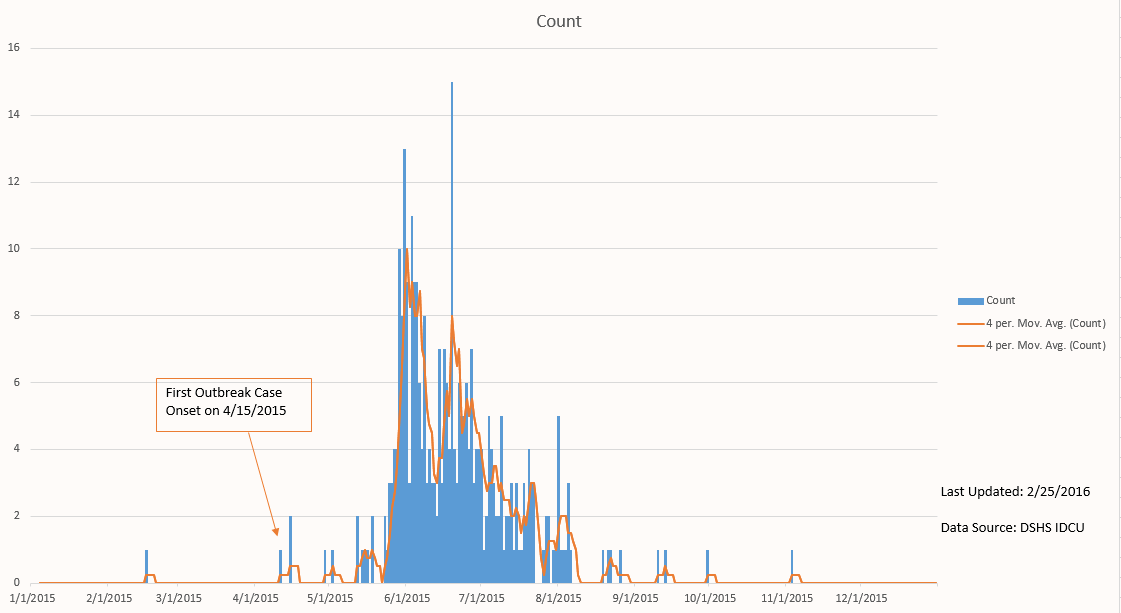 Count
16
14
12
10
8
6
4
2
0
First Outbreak Case
Onset on 4/15/2015
Count
4 per. Mov. Avg. (Count)
4 per. Mov. Avg. (Count)
Last Updated: 2/25/2016
Data Source: DSHS IDCU
1/1/2015 2/1/2015 3/1/2015 4/1/2015 5/1/2015 6/1/2015 7/1/2015 8/1/2015 9/1/2015 10/1/2015 11/1/2015 12/1/2015